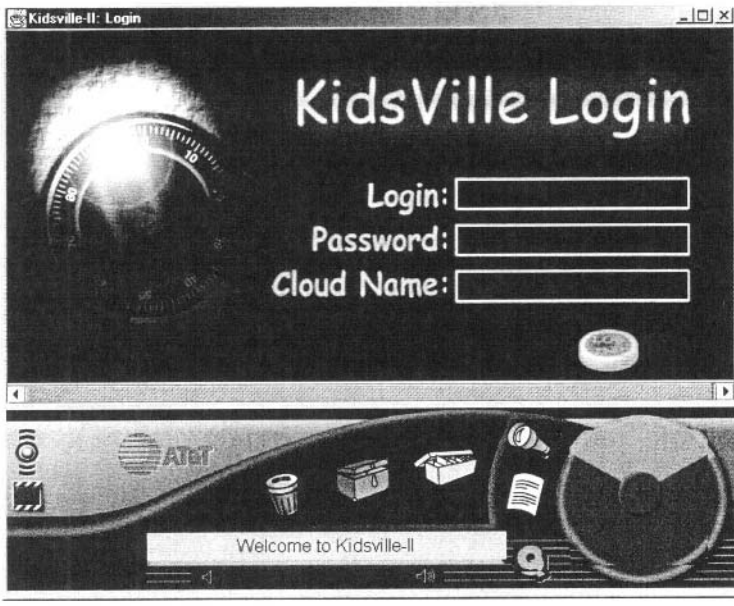 Kidsville-II: Login
KidsVille Login
Login:
Password:
Cloud Name:
AT&T
Welcome to Kidsville-II